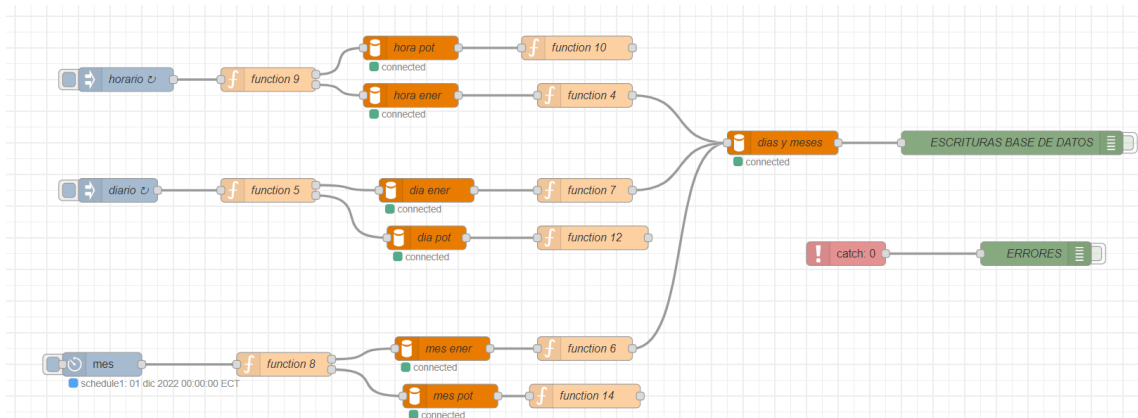 hora pot
function 10
connected
horario ↻
function 9
hora ener
function 4
connected
dias y meses
ESCRITURAS BASE DE DATOS
connected
diario ↻
function 5
dia ener
function 7
connected
dia pot
function 12
connected
catch: 0
ERRORES
mes ener
function 6
mes
function 8
connected
schedule1: 01 dic 2022 00:00:00 ECT
mes pot
function 14
connected